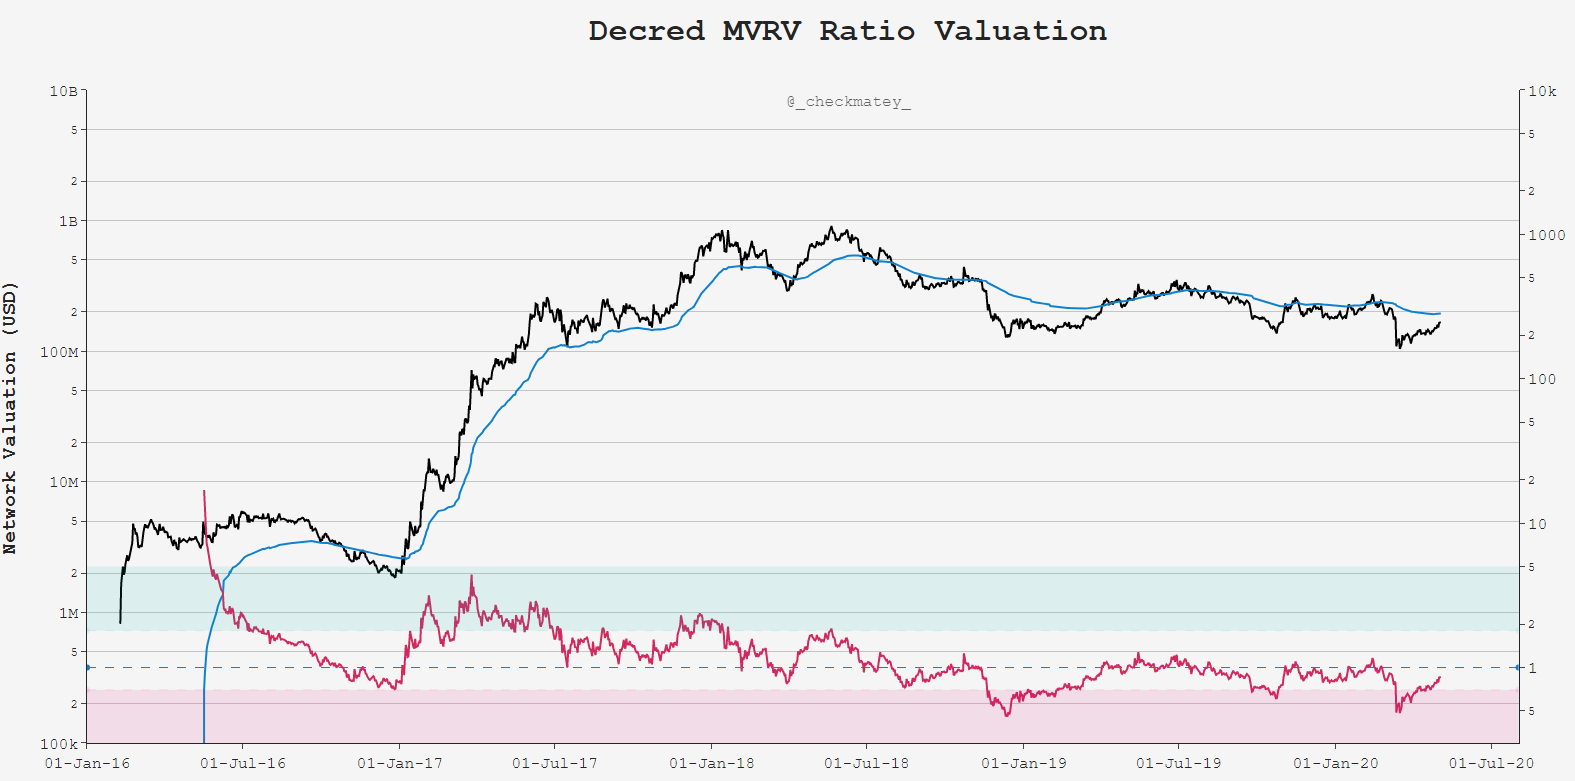 Decred MVRV Ratio Valuation
@_checkmatey_
Network Valuation (USD)
10B
5
2
1B
5
2
100M
5
2
10M
5
2
1M
5
2
100k
10k
5
2
1000
5
2
100
5
2
10
5
2
1
5
01-Jan-16
01-Jul-16
01-Jan-17
01-Jul-17
01-Jan-18
01-Jul-18
01-Jan-19
01-Jul-19
01-Jan-20
01-Jul-20